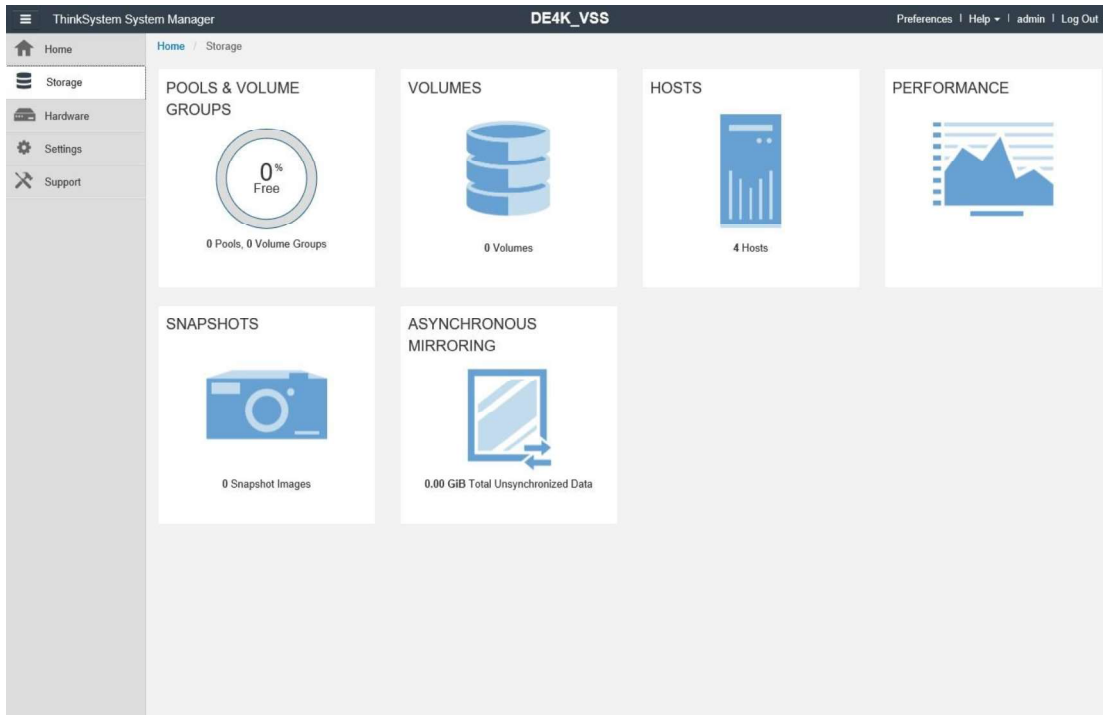 ThinkSystem System Manager
DE4K_VSS
Preferences | Help | admin | Log Out
Home
Storage
Hardware
Settings
Support
Home / Storage
POOLS & VOLUME
GROUPS
0%
Free
0 Pools, 0 Volume Groups
VOLUMES
0 Volumes
HOSTS
4 Hosts
PERFORMANCE
SNAPSHOTS
0 Snapshot Images
ASYNCHRONOUS
MIRRORING
0.00 GiB Total Unsynchronized Data